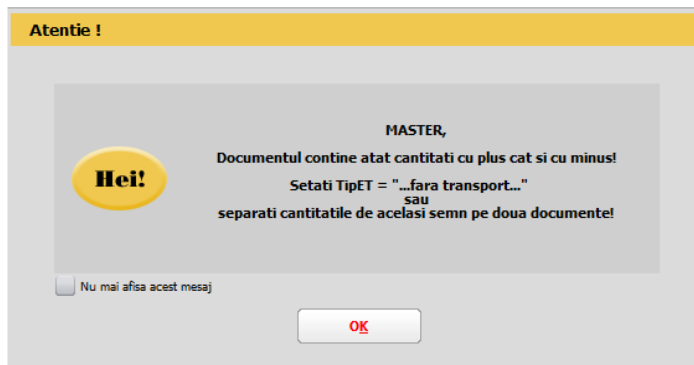 Atentie !
MASTER,
Documentul contine atat cantitati cu plus cat si cu minus!
Hei!
Setati TipET = "...fara transport..."
sau
separati cantitatile de acelasi semn pe doua documente!
Nu mai afisa acest mesaj
OK